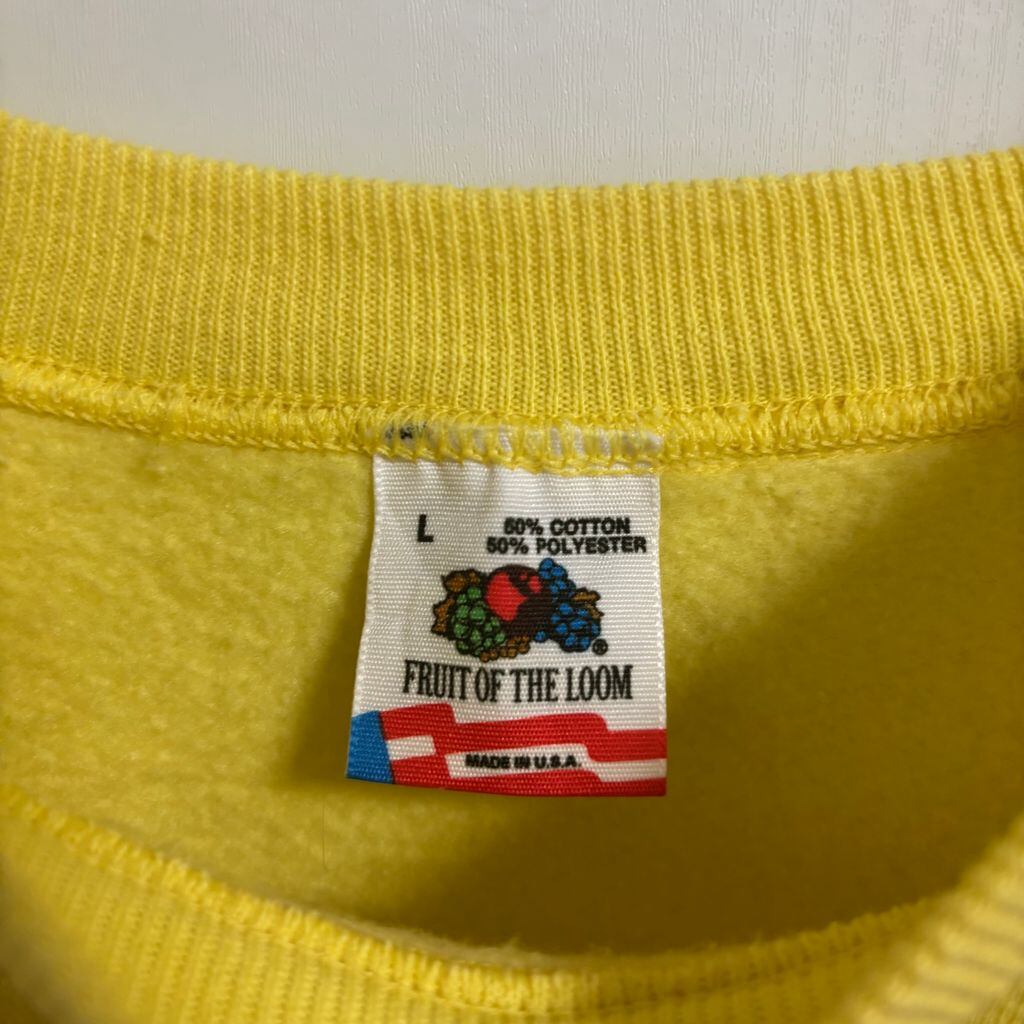 L
50% COTTON
50% POLYESTER
®
FRUIT OF THE LOOM
MADE IN U.S.A.